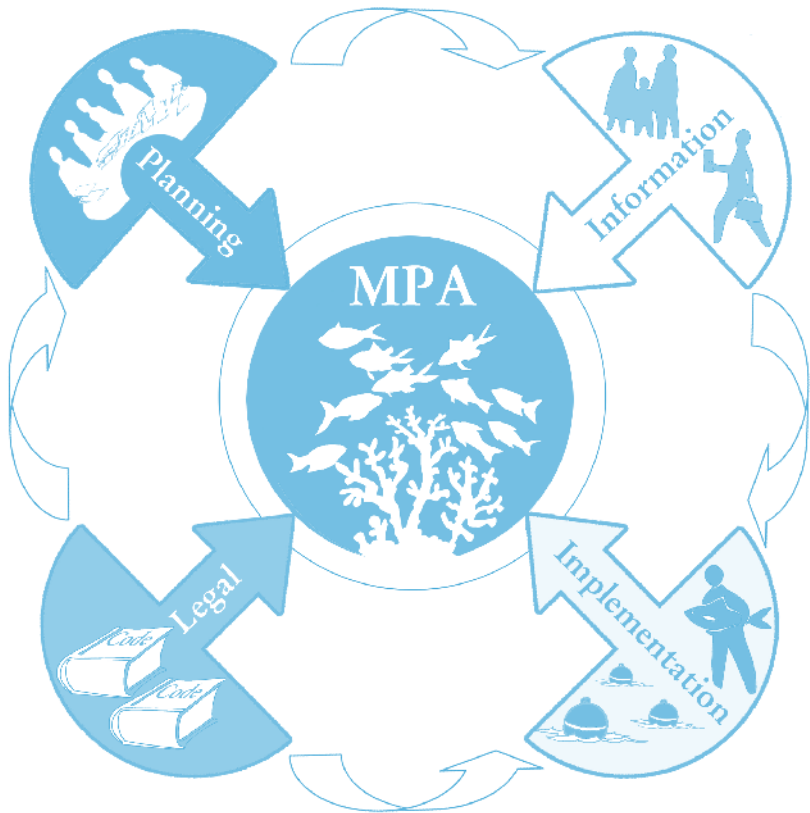 Planning
Information
MPA
Legal
Code
Code
Implementation